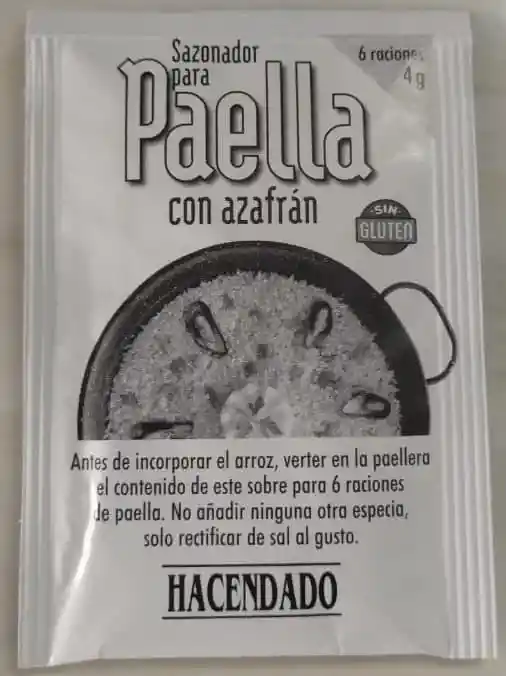 Sazonador
para
Paella
con azafrán
6 raciones
4g
·SIN·
GLUTEN
Antes de incorporar el arroz, verter en la paellera
el contenido de este sobre para 6 raciones
de paella. No añadir ninguna otra especia,
solo rectificar de sal al gusto.
HACENDADO